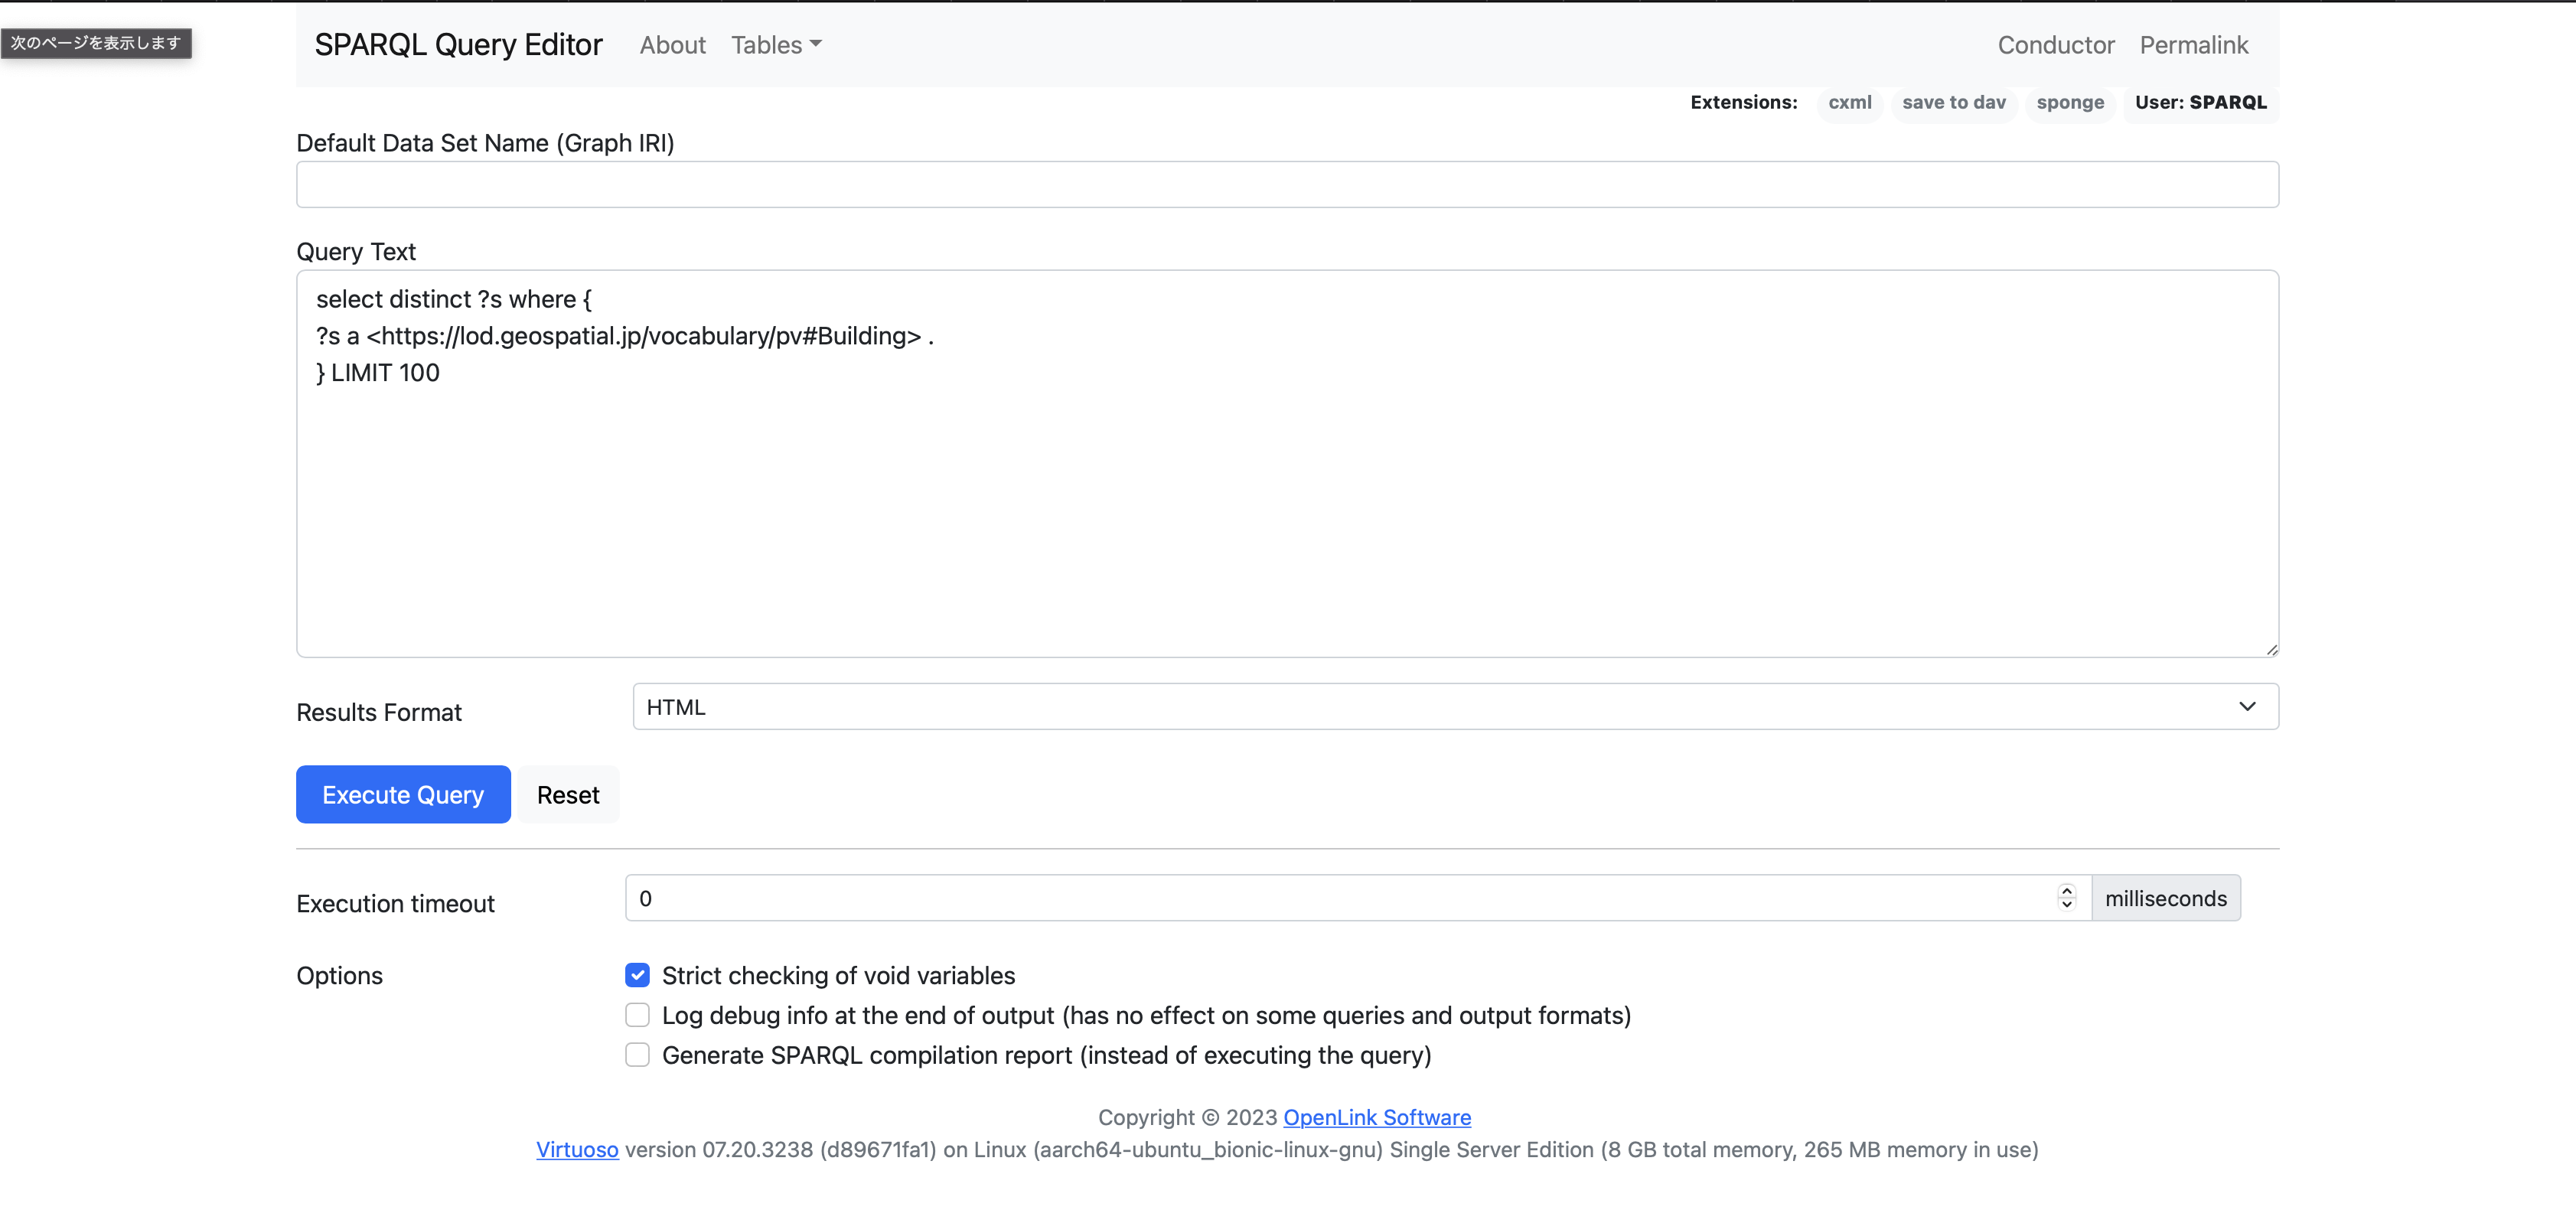 次のページを表示します
SPARQL Query Editor About Tables Conductor Permalink
Extensions: cxml save to dav sponge User: SPARQL
Default Data Set Name (Graph IRI)
Query Text
select distinct ?s where {
?s a <https://lod.geospatial.jp/vocabulary/pv#Building> .
} LIMIT 100
Results Format HTML
Execute Query Reset
Execution timeout 0 milliseconds
Options Strict checking of void variables
Log debug info at the end of output (has no effect on some queries and output formats)
Generate SPARQL compilation report (instead of executing the query)
Copyright © 2023 OpenLink Software
Virtuoso version 07.20.3238 (d89671fa1) on Linux (aarch64-ubuntu_bionic-linux-gnu) Single Server Edition (8 GB total memory, 265 MB memory in use)